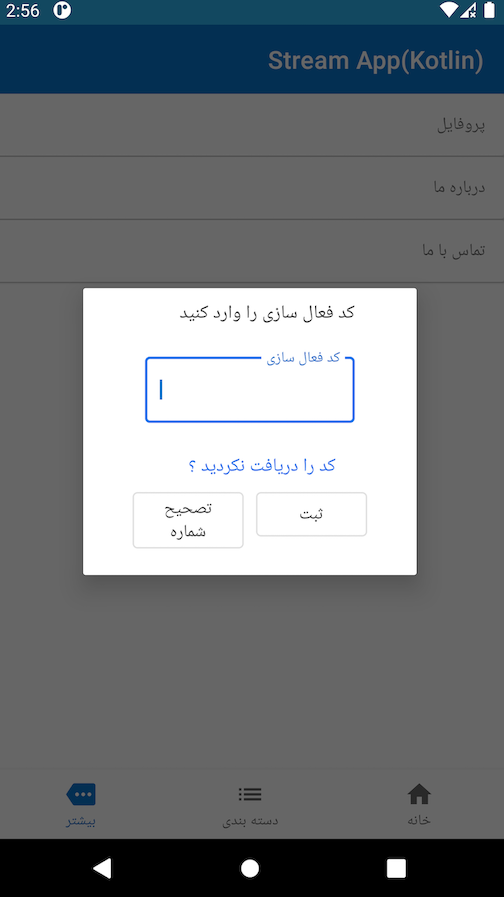 2:56
Stream App(Kotlin)
پروفایل
درباره ما
تماس با ما
کد فعال سازی را وارد کنید
کد فعال سازی
کد را دریافت نکردید ؟
ثبت
تصحیح
شماره
خانه
دسته بندی
بیشتر